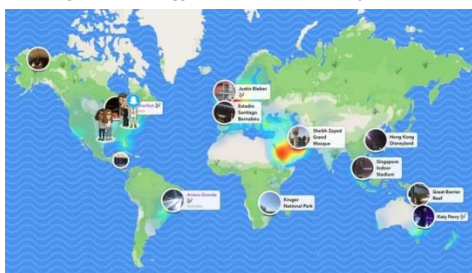 Justin Bieber
Estadio
Santiago
Bernabéu
Sheikh Zayed
Grand
Mosque
Hong Kong
Disneyland
Singapore
Indoor
Stadium
Ariana Grande
Kruger
National Park
Great Barrier
Reef
Katy Perry